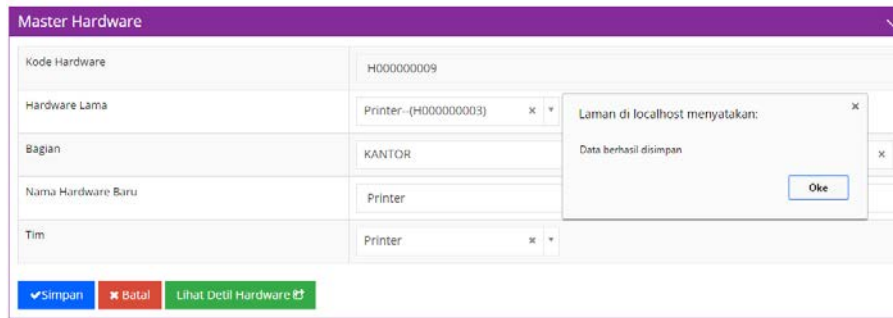 Master Hardware
Kode Hardware
H000000009
Hardware Lama
Printer--(H000000003)
Bagian
KANTOR
Nama Hardware Baru
Printer
Tim
Printer
Laman di localhost menyatakan:
Data berhasil disimpan
Oke
Simpan
Batal
Lihat Detil Hardware